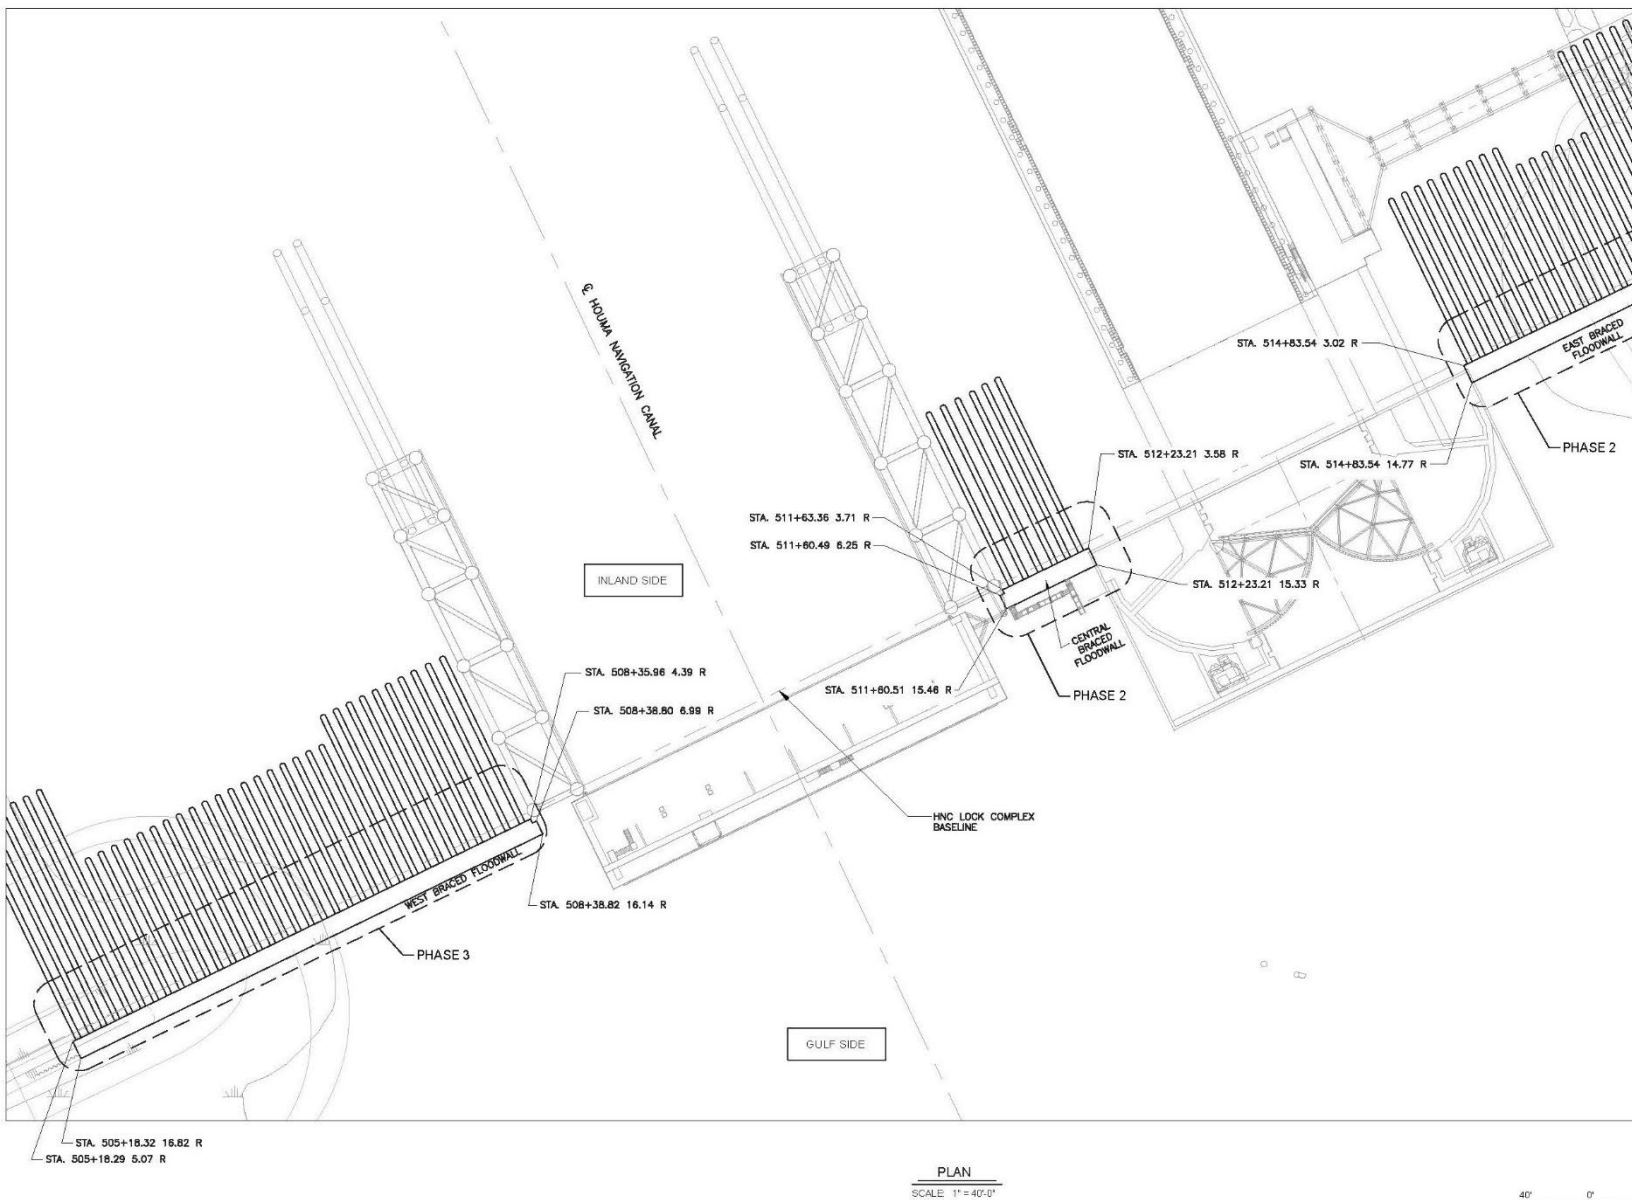 ℄ HOUMA NAVIGATION CANAL
STA. 514+83.54 3.02 R
EAST BRACED
FLOODWALL
PHASE 2
STA. 512+23.21 3.58 R
STA. 514+83.54 14.77 R
STA. 511+63.36 3.71 R
STA. 511+60.49 6.25 R
INLAND SIDE
STA. 512+23.21 15.33 R
CENTRAL
BRACED
FLOODWALL
STA. 508+35.96 4.39 R
STA. 511+60.51 15.46 R
PHASE 2
STA. 508+38.80 6.99 R
HNC LOCK COMPLEX
BASELINE
WEST BRACED FLOODWALL
STA. 508+38.82 16.14 R
PHASE 3
GULF SIDE
STA. 505+18.32 16.82 R
STA. 505+18.29 5.07 R
PLAN
SCALE: 1" = 40'-0"
40' 0'